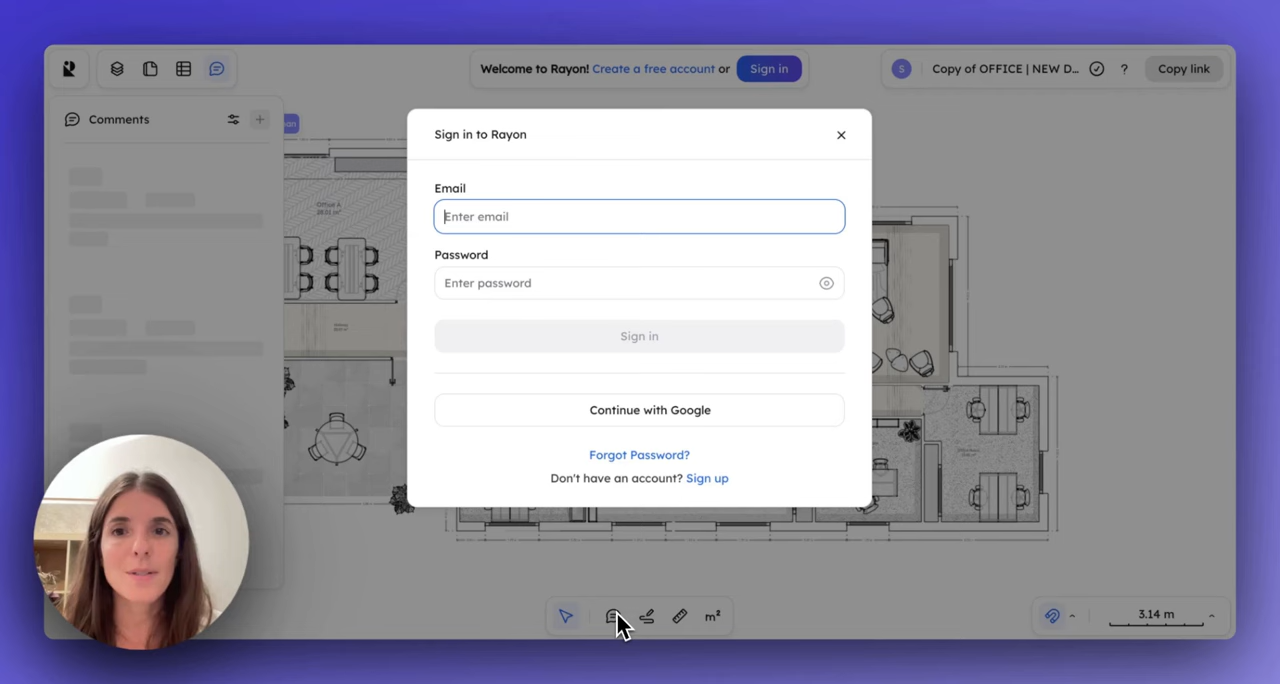 Welcome to Rayon! Create a free account or Sign in
S Copy of OFFICE | NEW D... ? Copy link
Comments
Sign in to Rayon
Email
Enter email
Password
Enter password
Sign in
Continue with Google
Forgot Password?
Don't have an account? Sign up
Office A
m²
3.14 m